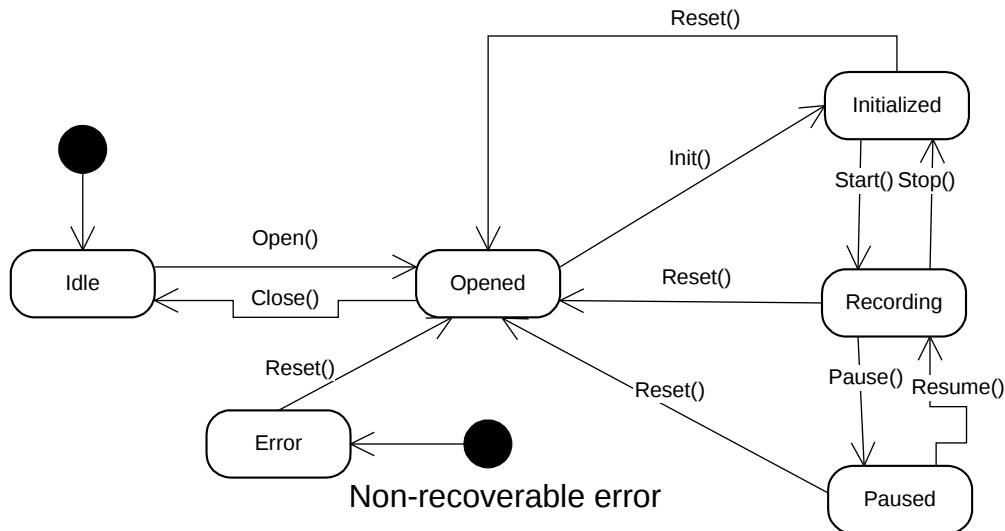 Reset()
Initialized
Init()
Start() Stop()
Open()
Idle
Opened
Close()
Reset()
Recording
Reset()
Pause()
Resume()
Reset()
Error
Non-recoverable error
Paused